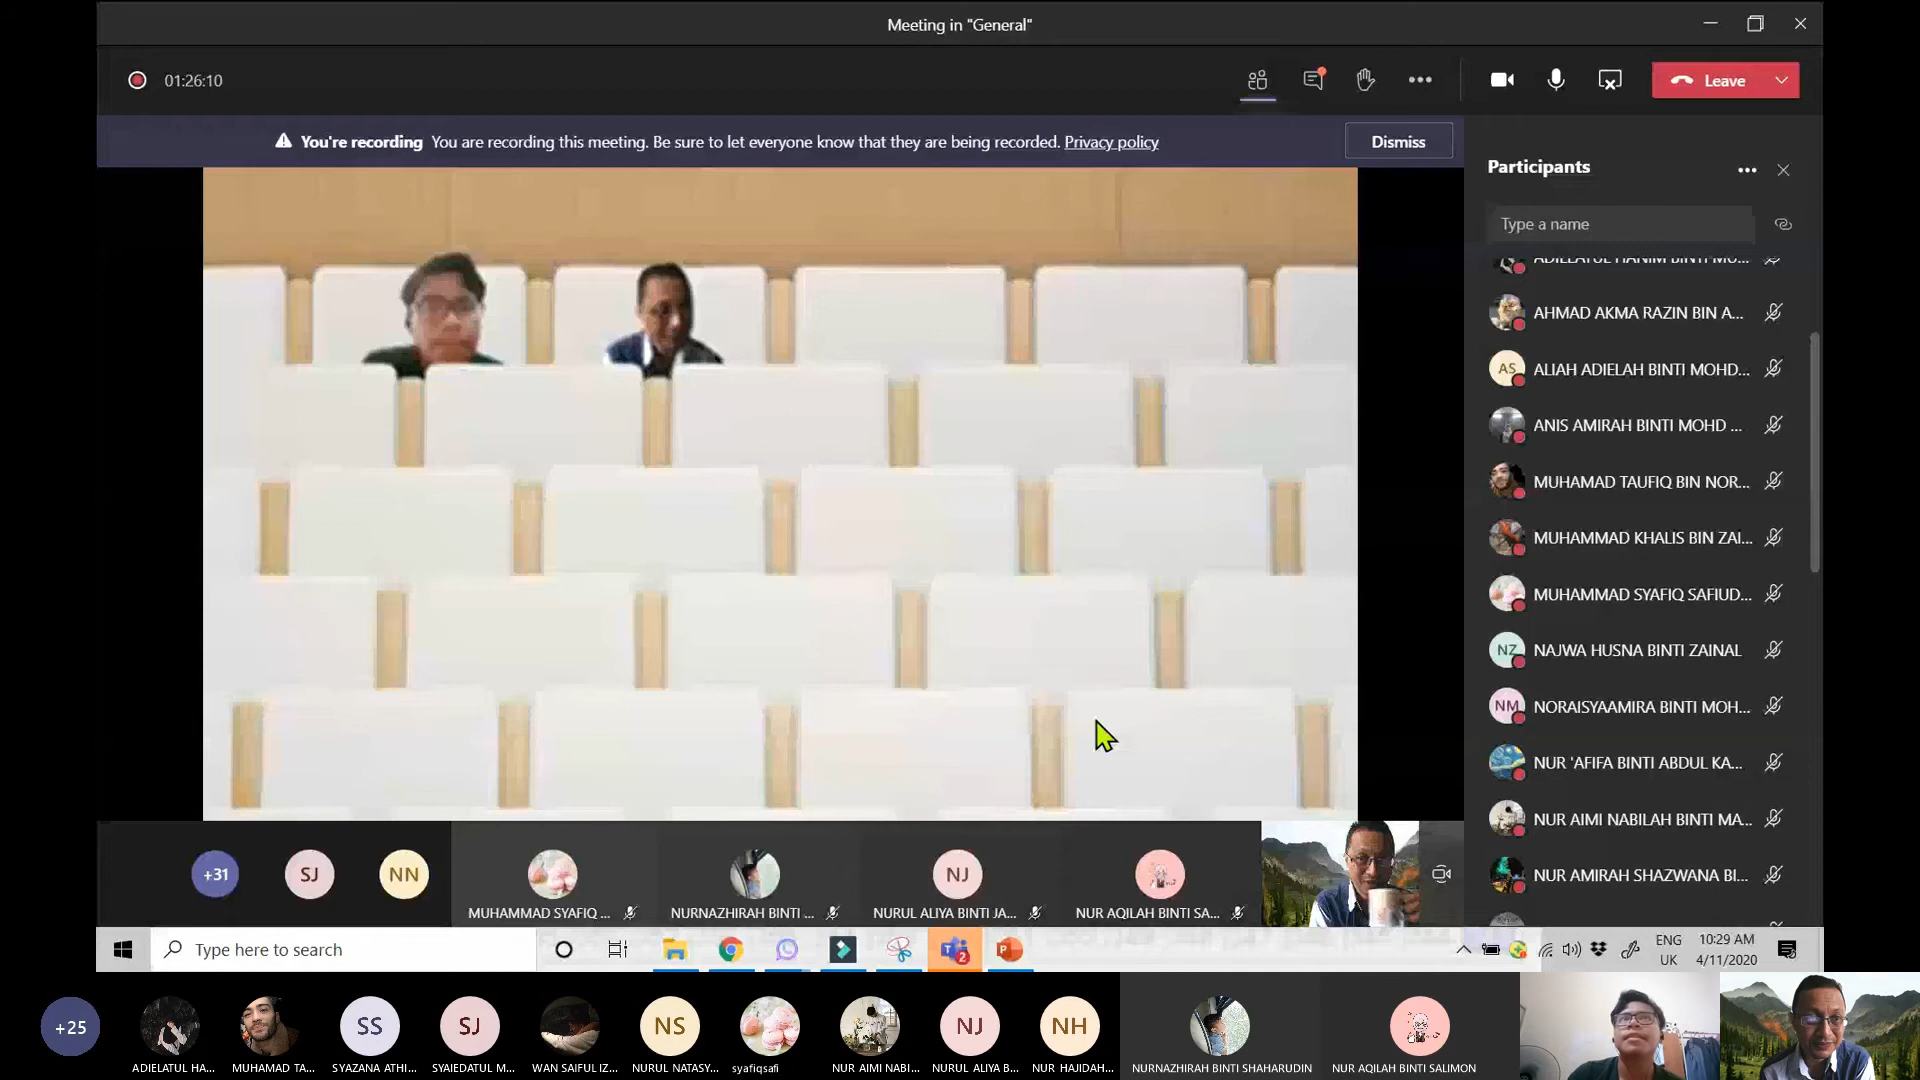 Meeting in "General"
01:26:10
Leave
You're recording You are recording this meeting. Be sure to let everyone know that they are being recorded. Privacy policy
Dismiss
Participants
Type a name
AHMAD AKMA RAZIN BIN A...
AS ALIAH ADIELAH BINTI MOHD...
ANIS AMIRAH BINTI MOHD ...
MUHAMAD TAUFIQ BIN NOR...
MUHAMMAD KHALIS BIN ZAI...
MUHAMMAD SYAFIQ SAFIUD...
NZ NAJWA HUSNA BINTI ZAINAL
NM NORAISYAAMIRA BINTI MOH...
NUR 'AFIFA BINTI ABDUL KA...
NUR AIMI NABILAH BINTI MA...
NUR AMIRAH SHAZWANA BI...
+31
SJ
NN
NJ
MUHAMMAD SYAFIQ ...
NURNAZHIRAH BINTI ...
NURUL ALIYA BINTI JA...
NUR AQILAH BINTI SA...
Type here to search
2
ENG
UK
10:29 AM
4/11/2020
+25
SS
SJ
NS
NJ
NH
ADIELATUL HA...
MUHAMAD TA...
SYAZANA ATHI...
SYAIEDATUL M...
WAN SAIFUL IZ...
NURUL NATASY...
syafiqsafi
NUR AIMI NABI...
NURUL ALIYA B...
NUR HAJIDAH...
NURNAZHIRAH BINTI SHAHARUDIN
NUR AQILAH BINTI SALIMON